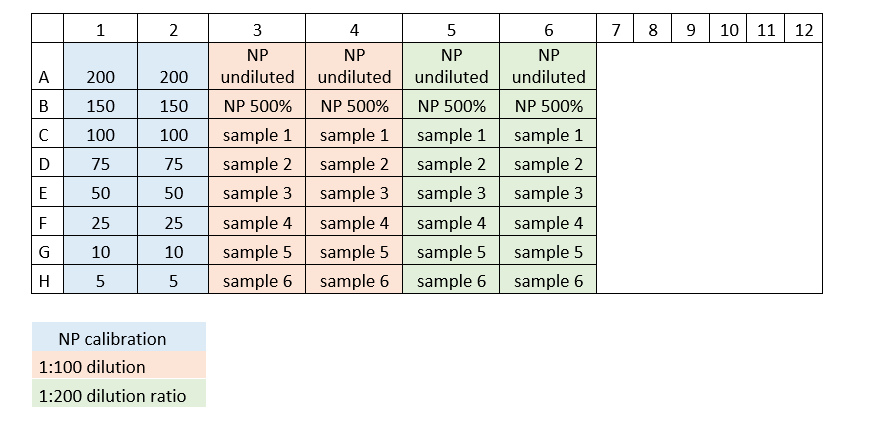 1 2 3 4 5 6 7 8 9 10 11 12
A 200 200 NP undiluted NP undiluted NP undiluted NP undiluted
B 150 150 NP 500% NP 500% NP 500% NP 500%
C 100 100 sample 1 sample 1 sample 1 sample 1
D 75 75 sample 2 sample 2 sample 2 sample 2
E 50 50 sample 3 sample 3 sample 3 sample 3
F 25 25 sample 4 sample 4 sample 4 sample 4
G 10 10 sample 5 sample 5 sample 5 sample 5
H 5 5 sample 6 sample 6 sample 6 sample 6
NP calibration
1:100 dilution
1:200 dilution ratio